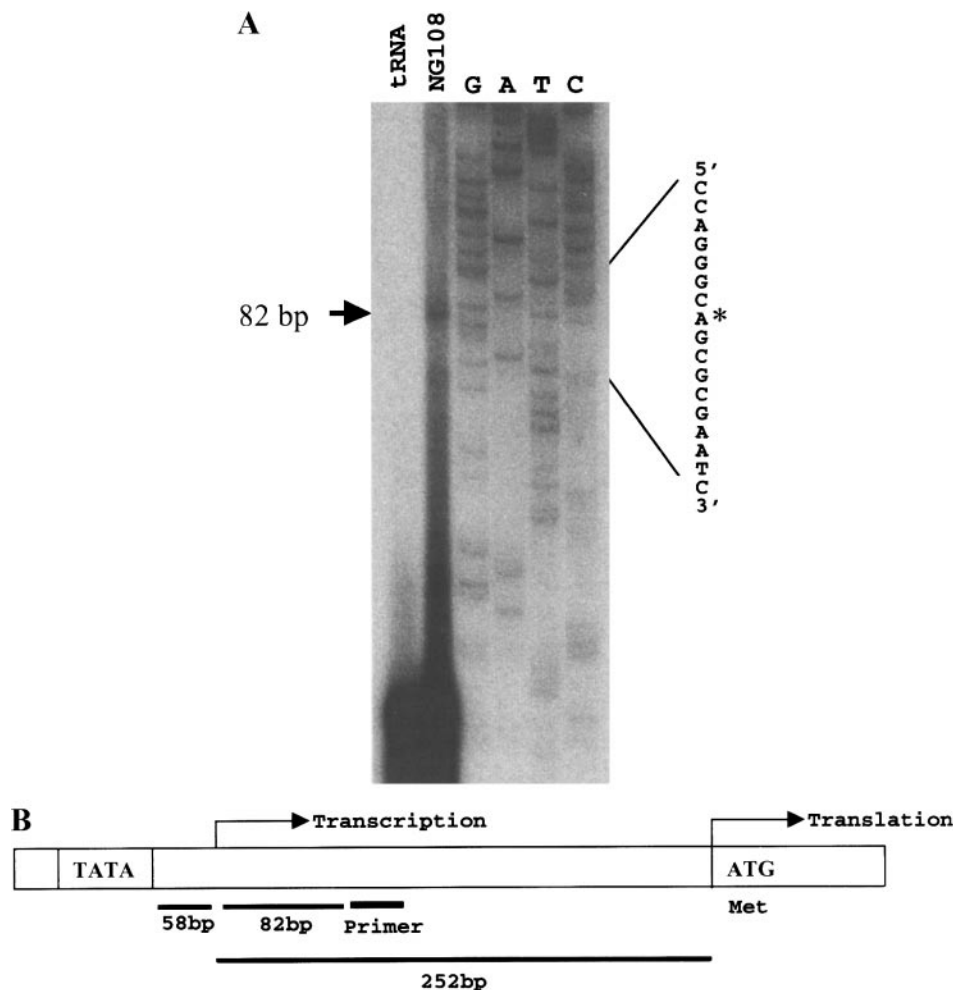 A
tRNA
NG108
G A T C
82 bp
5'
C
C
A
G
G
G
C
A*
G
C
G
C
G
A
A
T
C
3'
B
Transcription
Translation
TATA
ATG
58bp
82bp
Primer
Met
252bp